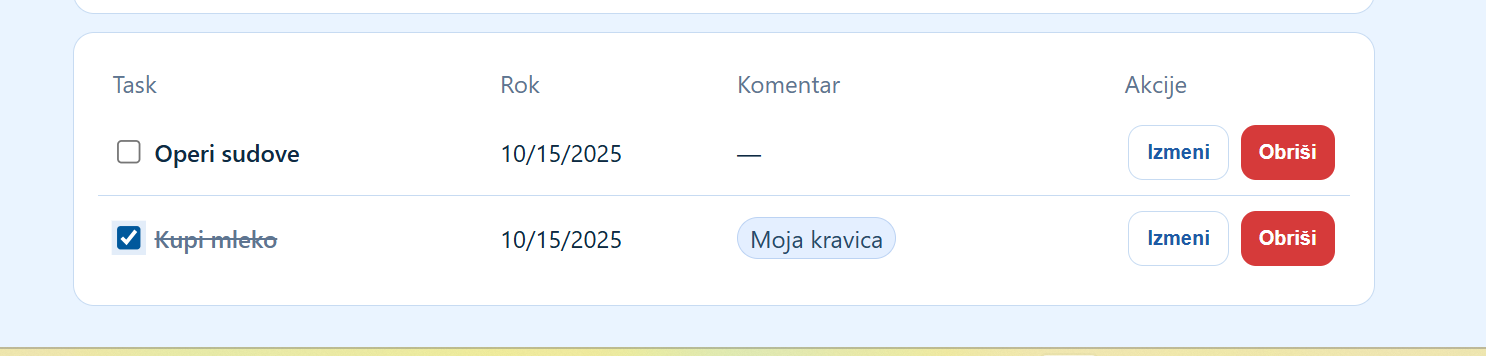 Task Rok Komentar Akcije
Operi sudove 10/15/2025 — Izmeni Obriši
Kupi mleko 10/15/2025 Moja kravica Izmeni Obriši